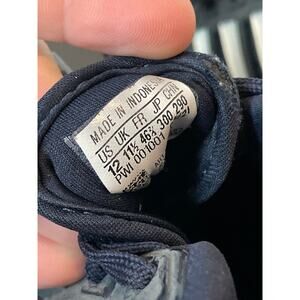 MADE IN INDONESIA
US UK FR JP CHN
12 11½ 46⅔ 300 290
PWI 001001